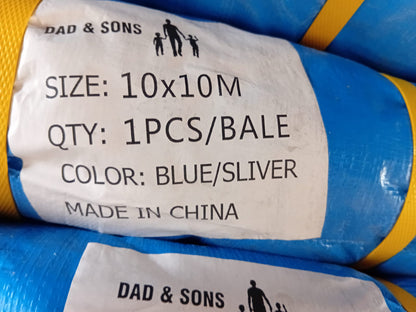 DAD & SONS
SIZE: 10x10M
QTY: 1PCS/BALE
COLOR: BLUE/SLIVER
MADE IN CHINA
DAD & SONS